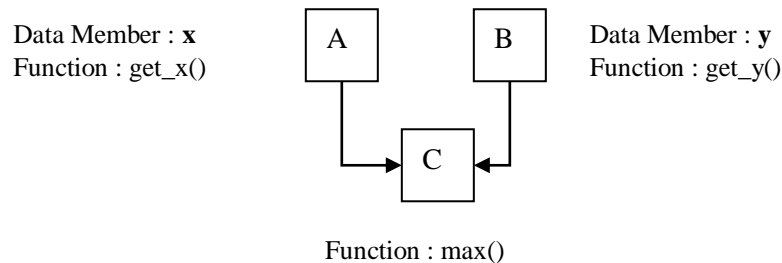 Data Member : x
Function : get_x()
A
B
Data Member : y
Function : get_y()
C
Function : max()